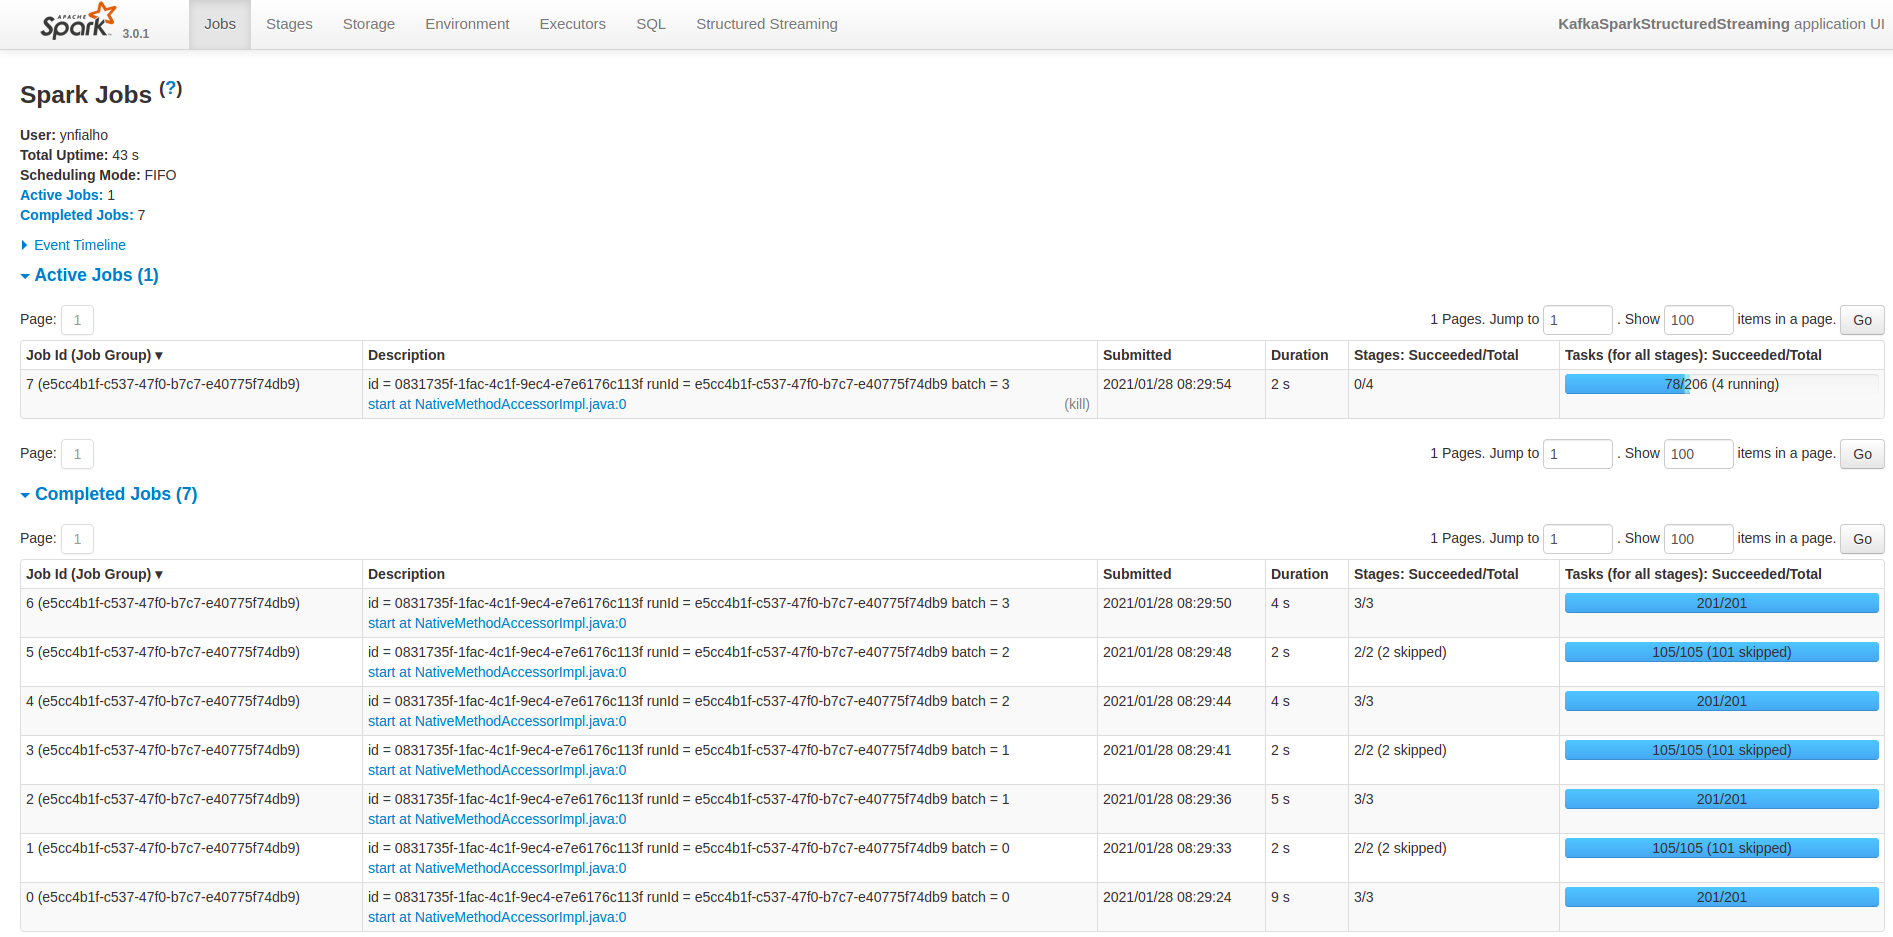 APACHE Spark 3.0.1 Jobs Stages Storage Environment Executors SQL Structured Streaming KafkaSparkStructuredStreaming application UI
Spark Jobs (?)
User: ynfialho
Total Uptime: 43 s
Scheduling Mode: FIFO
Active Jobs: 1
Completed Jobs: 7
Event Timeline
Active Jobs (1)
Page: 1 1 Pages. Jump to 1 . Show 100 items in a page. Go
Job Id (Job Group) ▾ Description Submitted Duration Stages: Succeeded/Total Tasks (for all stages): Succeeded/Total
7 (e5cc4b1f-c537-47f0-b7c7-e40775f74db9) id = 0831735f-1fac-4c1f-9ec4-e7e6176c113f runId = e5cc4b1f-c537-47f0-b7c7-e40775f74db9 batch = 3 2021/01/28 08:29:54 2 s 0/4 78/206 (4 running)
start at NativeMethodAccessorImpl.java:0 (kill)
Page: 1 1 Pages. Jump to 1 . Show 100 items in a page. Go
Completed Jobs (7)
Page: 1 1 Pages. Jump to 1 . Show 100 items in a page. Go
Job Id (Job Group) ▾ Description Submitted Duration Stages: Succeeded/Total Tasks (for all stages): Succeeded/Total
6 (e5cc4b1f-c537-47f0-b7c7-e40775f74db9) id = 0831735f-1fac-4c1f-9ec4-e7e6176c113f runId = e5cc4b1f-c537-47f0-b7c7-e40775f74db9 batch = 3 2021/01/28 08:29:50 4 s 3/3 201/201
start at NativeMethodAccessorImpl.java:0
5 (e5cc4b1f-c537-47f0-b7c7-e40775f74db9) id = 0831735f-1fac-4c1f-9ec4-e7e6176c113f runId = e5cc4b1f-c537-47f0-b7c7-e40775f74db9 batch = 2 2021/01/28 08:29:48 2 s 2/2 (2 skipped) 105/105 (101 skipped)
start at NativeMethodAccessorImpl.java:0
4 (e5cc4b1f-c537-47f0-b7c7-e40775f74db9) id = 0831735f-1fac-4c1f-9ec4-e7e6176c113f runId = e5cc4b1f-c537-47f0-b7c7-e40775f74db9 batch = 2 2021/01/28 08:29:44 4 s 3/3 201/201
start at NativeMethodAccessorImpl.java:0
3 (e5cc4b1f-c537-47f0-b7c7-e40775f74db9) id = 0831735f-1fac-4c1f-9ec4-e7e6176c113f runId = e5cc4b1f-c537-47f0-b7c7-e40775f74db9 batch = 1 2021/01/28 08:29:41 2 s 2/2 (2 skipped) 105/105 (101 skipped)
start at NativeMethodAccessorImpl.java:0
2 (e5cc4b1f-c537-47f0-b7c7-e40775f74db9) id = 0831735f-1fac-4c1f-9ec4-e7e6176c113f runId = e5cc4b1f-c537-47f0-b7c7-e40775f74db9 batch = 1 2021/01/28 08:29:36 5 s 3/3 201/201
start at NativeMethodAccessorImpl.java:0
1 (e5cc4b1f-c537-47f0-b7c7-e40775f74db9) id = 0831735f-1fac-4c1f-9ec4-e7e6176c113f runId = e5cc4b1f-c537-47f0-b7c7-e40775f74db9 batch = 0 2021/01/28 08:29:33 2 s 2/2 (2 skipped) 105/105 (101 skipped)
start at NativeMethodAccessorImpl.java:0
0 (e5cc4b1f-c537-47f0-b7c7-e40775f74db9) id = 0831735f-1fac-4c1f-9ec4-e7e6176c113f runId = e5cc4b1f-c537-47f0-b7c7-e40775f74db9 batch = 0 2021/01/28 08:29:24 9 s 3/3 201/201
start at NativeMethodAccessorImpl.java:0